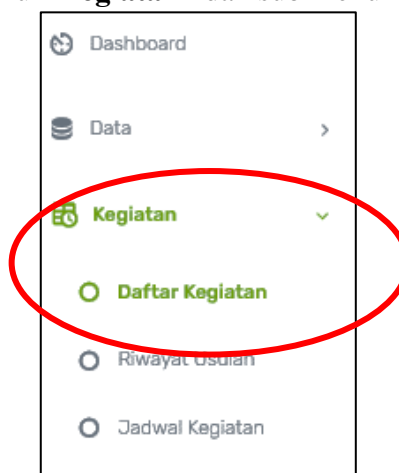 Dashboard
Data
Kegiatan
Daftar Kegiatan
Riwayat Usulan
Jadwal Kegiatan